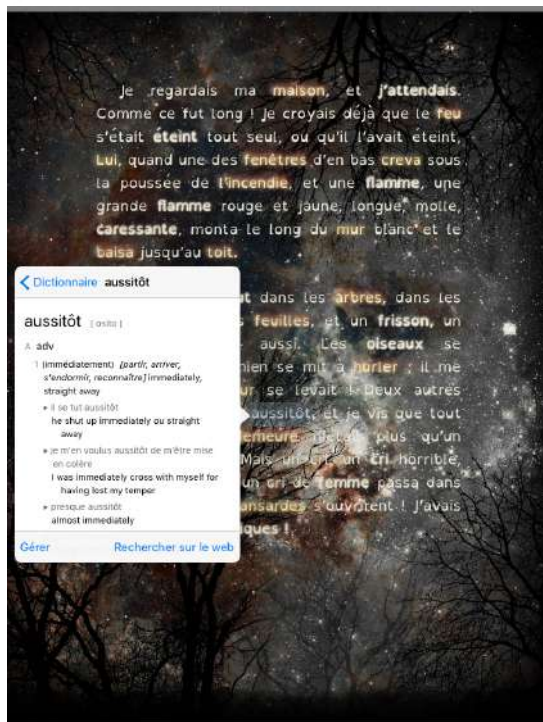 Je regardais ma maison, et j'attendais.
Comme ce fut long ! Je croyais déjà que le feu
s'était éteint tout seul, ou qu'il l'avait éteint,
Lui, quand une des fenêtres d'en bas creva sous
la poussée de l'incendie, et une flamme, une
grande flamme rouge et jaune, longue, molle,
caressante, monta le long du mur blanc et le
baisa jusqu'au toit.
Dictionnaire aussitôt
aussitôt [osito]
A adv
1 (immédiatement) [partir, arriver,
s'endormir, reconnaître] immediately,
straight away
▸ il se tut aussitôt
he shut up immediately ou straight
away
▸ je m'en voulus aussitôt de m'être mise
en colère
I was immediately cross with myself for
having lost my temper
▸ presque aussitôt
almost immediately
Gérer Rechercher sur le web
dans les arbres, dans les
feuilles, et un frisson, un
aussi. Les oiseaux se
se mit à hurler ; il me
se levait ! Deux autres
aussitôt, et je vis que tout
plus qu'un
Mais un cri, un cri horrible,
un cri de femme passa dans
s'ouvrirent ! J'avais